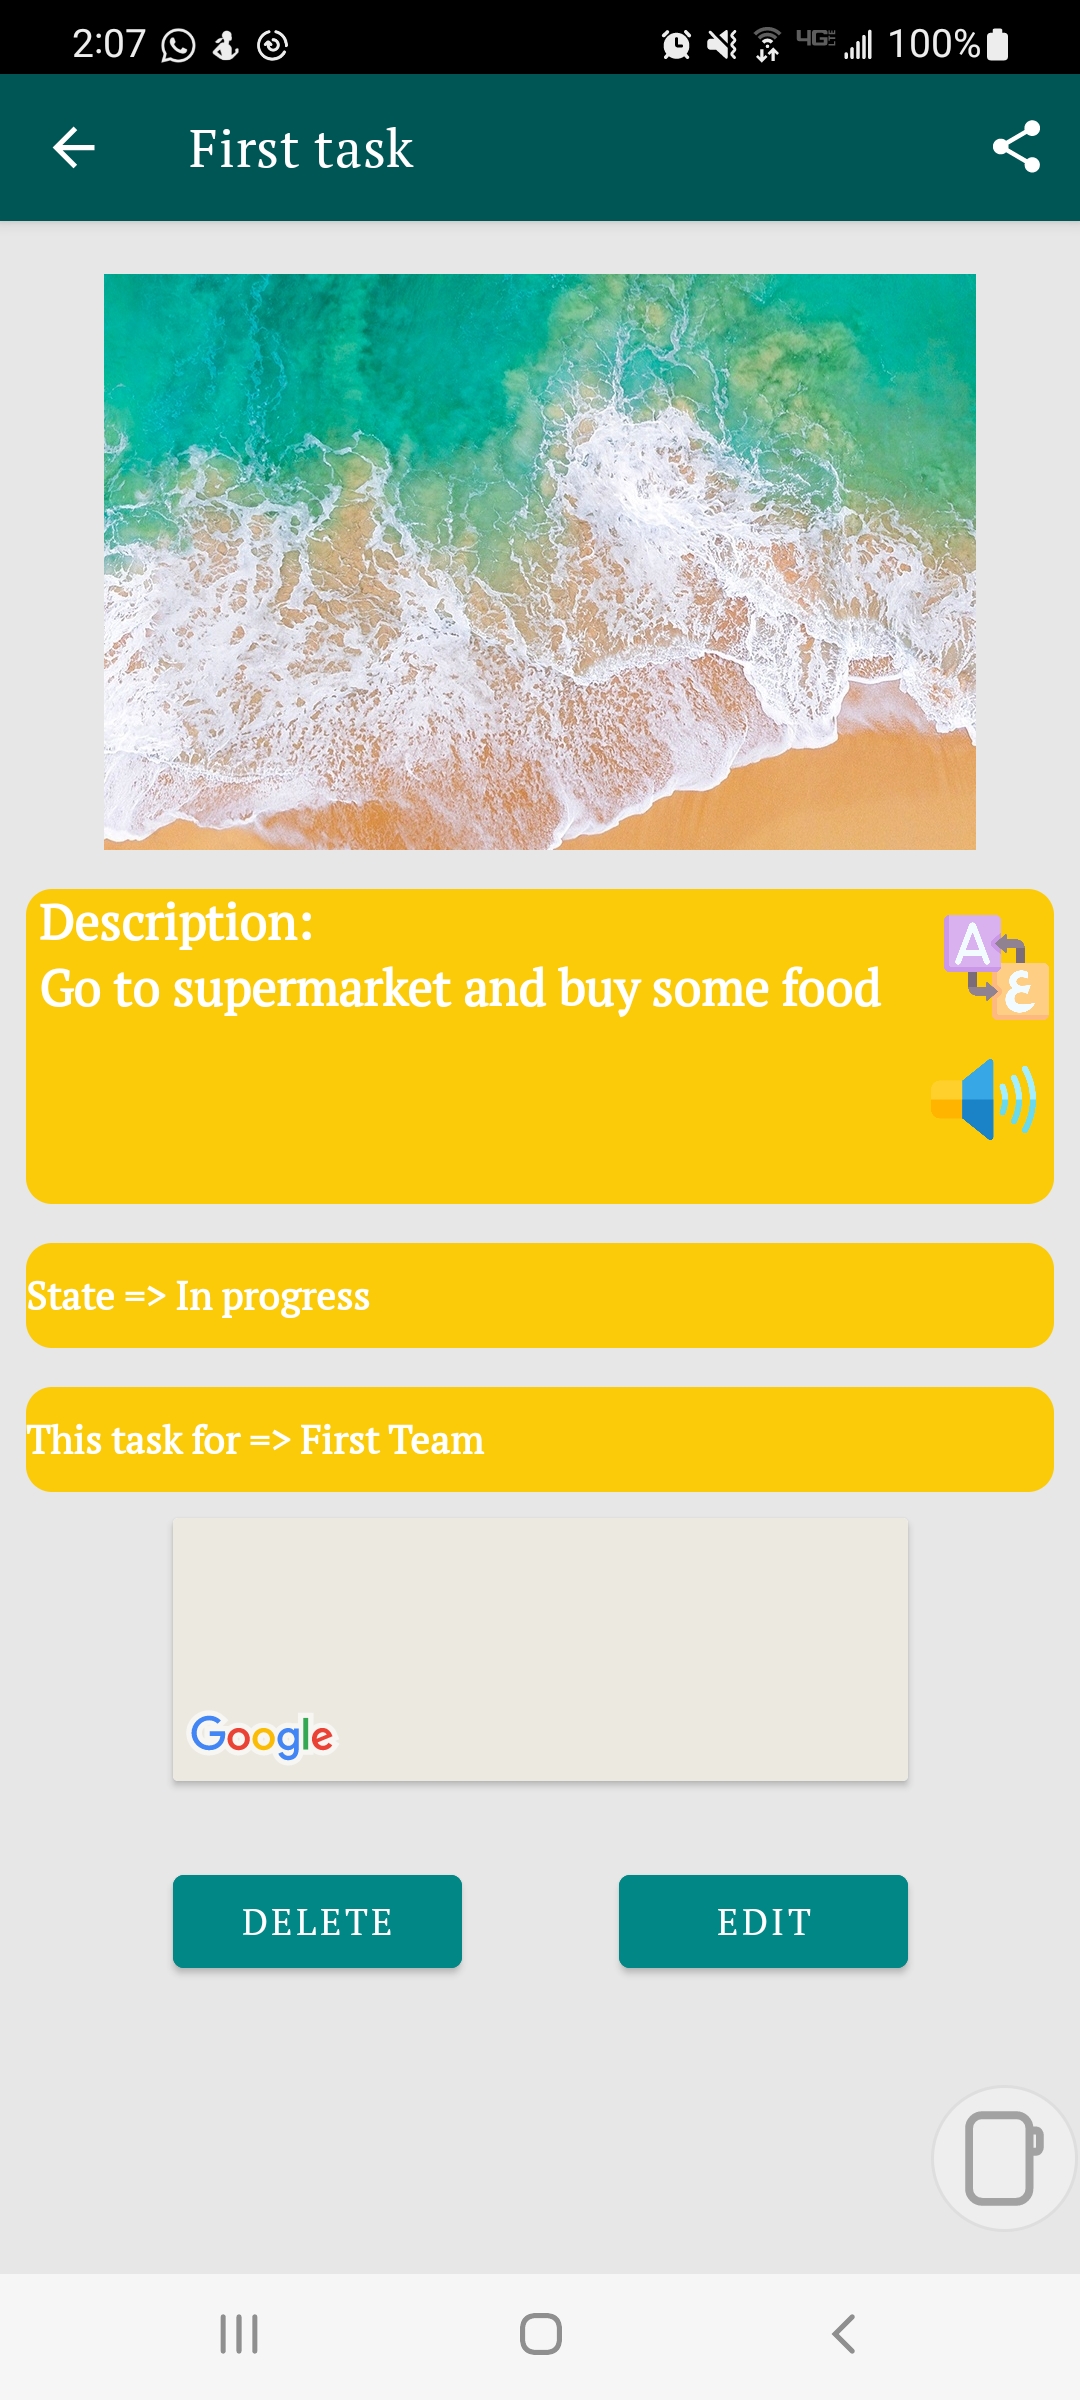 2:07
4G LTE
100%
First task
Description:
Go to supermarket and buy some food
A
ع
State => In progress
This task for => First Team
Google
DELETE
EDIT